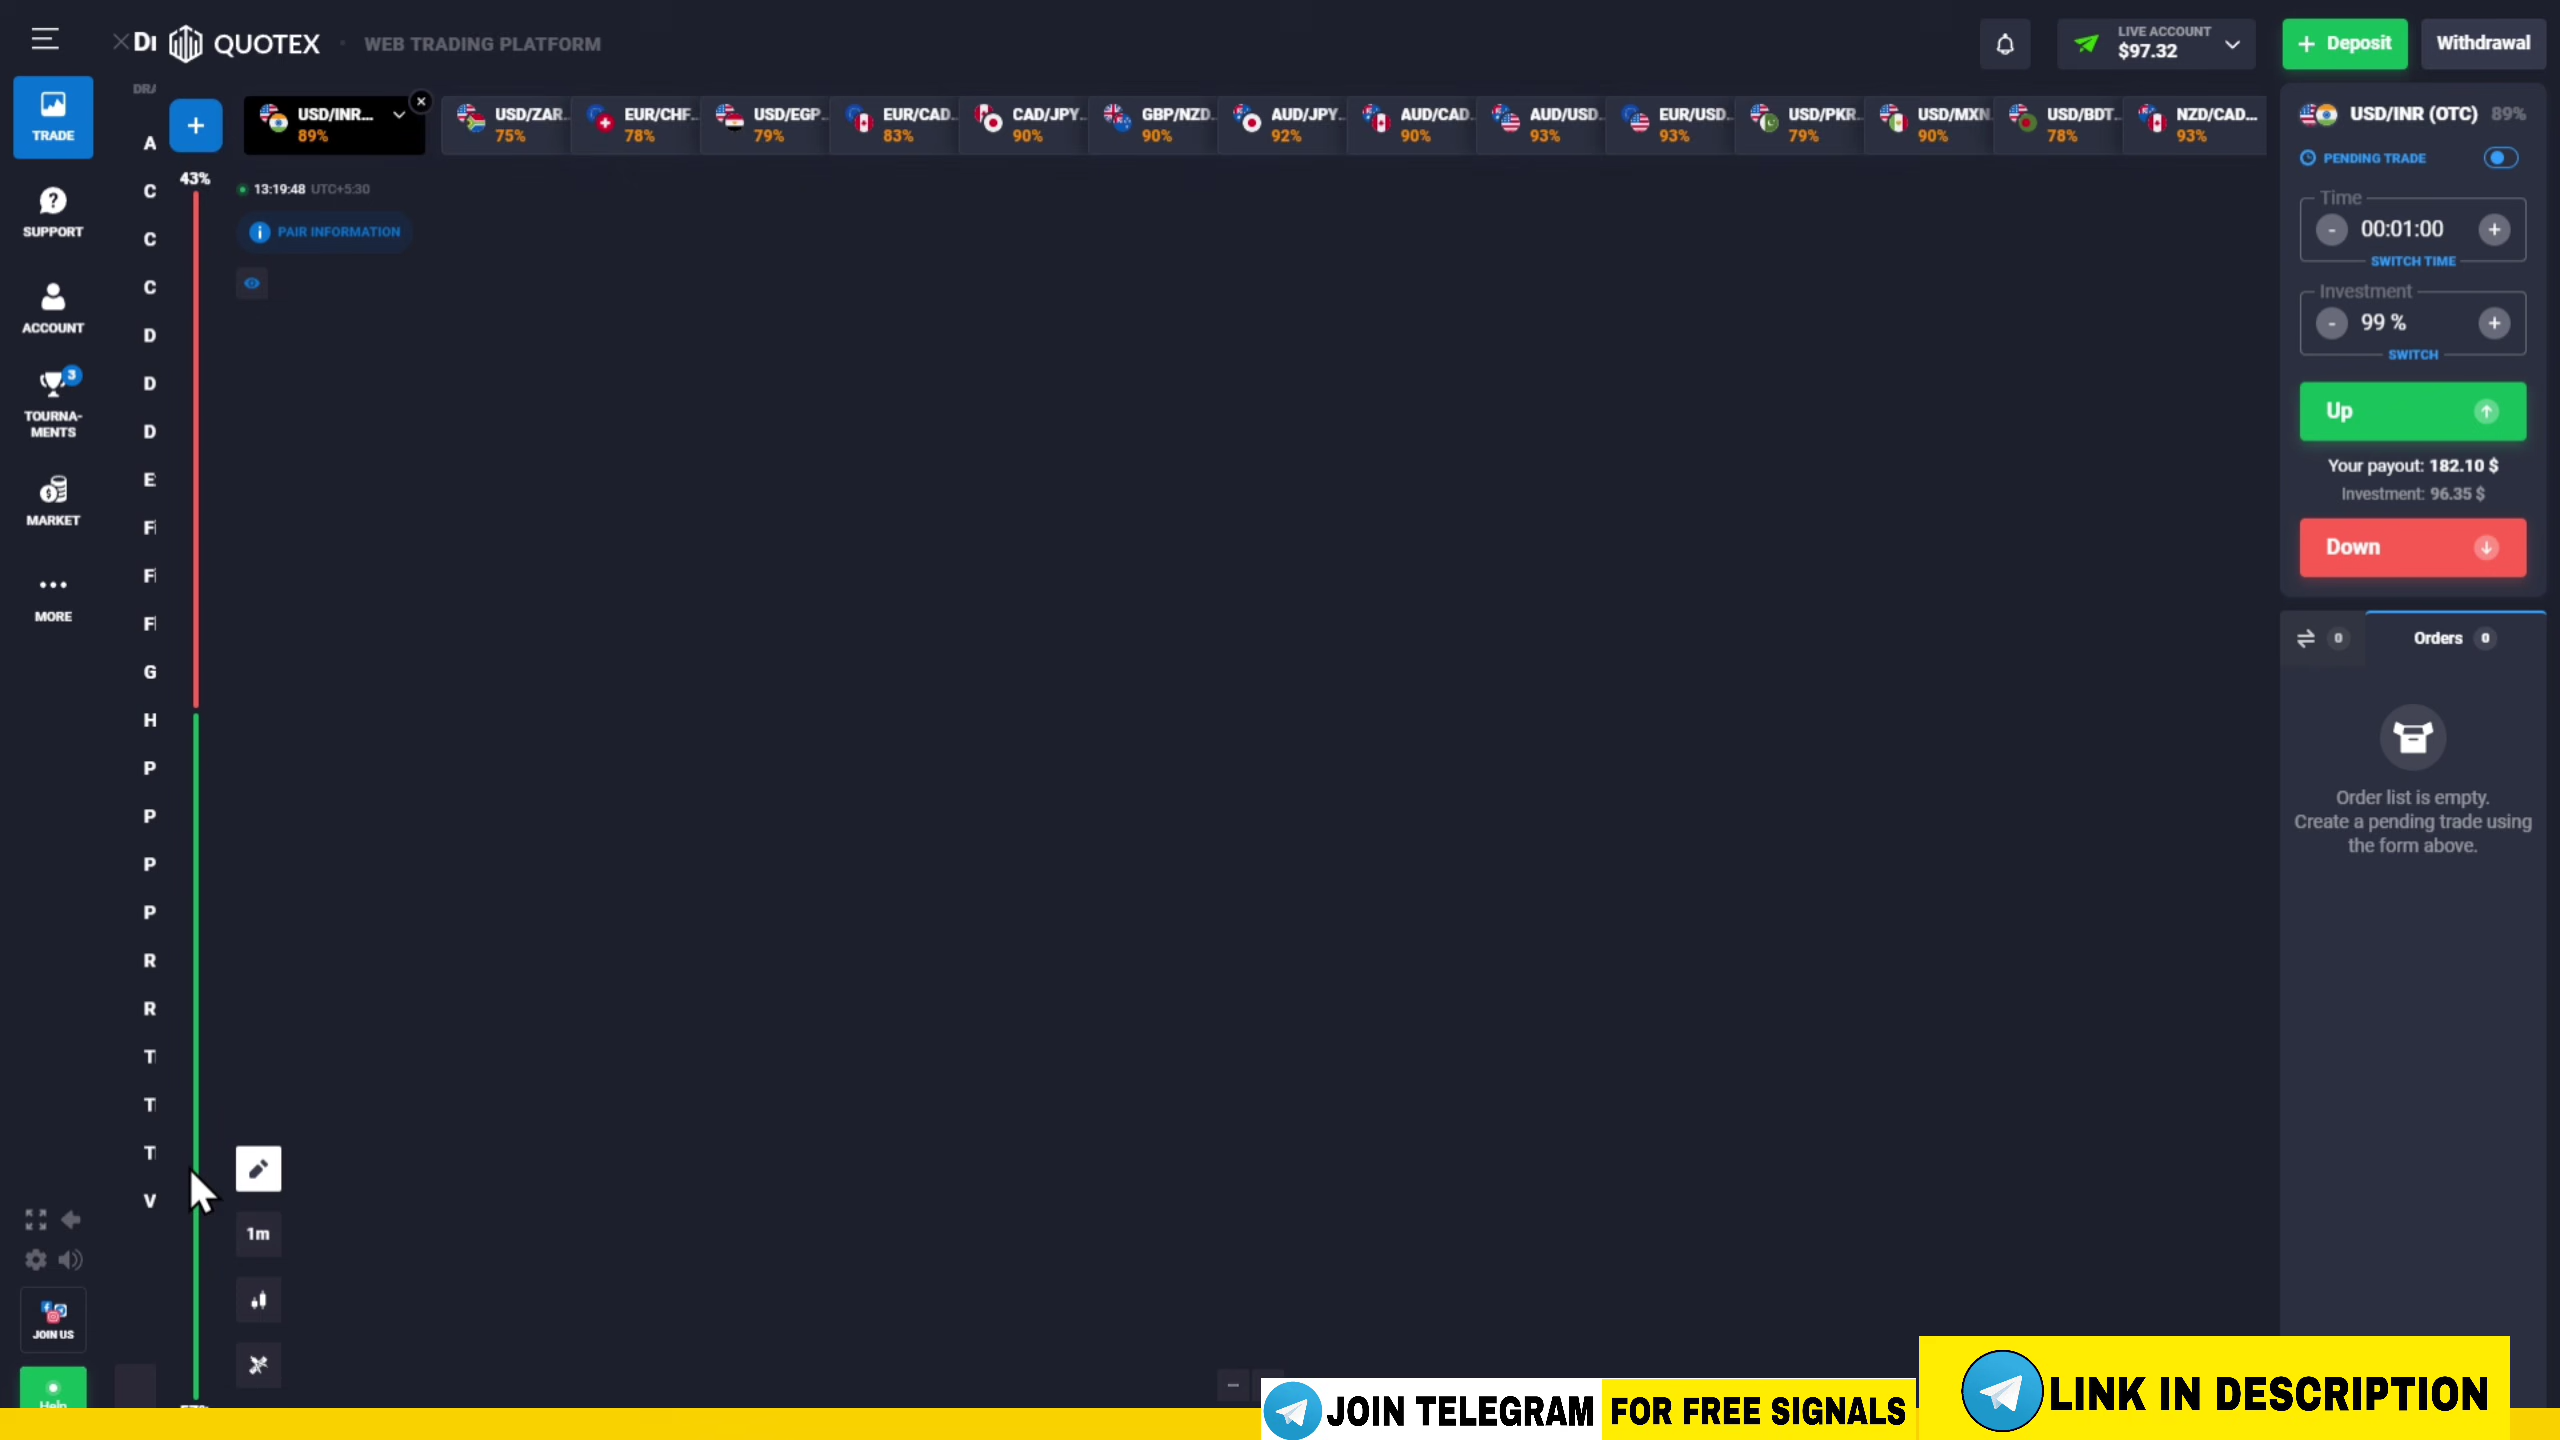 QUOTEX
WEB TRADING PLATFORM
LIVE ACCOUNT
$97.32
Deposit
Withdrawal
TRADE
SUPPORT
ACCOUNT
3
TOURNA-
MENTS
MARKET
MORE
JOIN US
Help
A
C
C
C
D
D
D
E
G
H
P
P
P
P
R
R
T
T
T
V
USD/INR...
89%
USD/ZAR...
75%
EUR/CHF...
78%
USD/EGP...
79%
EUR/CAD...
83%
CAD/JPY...
90%
GBP/NZD...
90%
AUD/JPY...
92%
AUD/CAD...
90%
AUD/USD...
93%
EUR/USD...
93%
USD/PKR...
79%
USD/MXN...
90%
USD/BDT...
78%
NZD/CAD...
93%
43%
13:19:48 UTC+5:30
PAIR INFORMATION
1m
USD/INR (OTC) 89%
PENDING TRADE
Time
- 00:01:00 +
SWITCH TIME
Investment
- 99 % +
SWITCH
Up
Your payout: 182.10 $
Investment: 96.35 $
Down
0
Orders 0
Order list is empty.
Create a pending trade using
the form above.
JOIN TELEGRAM FOR FREE SIGNALS
LINK IN DESCRIPTION